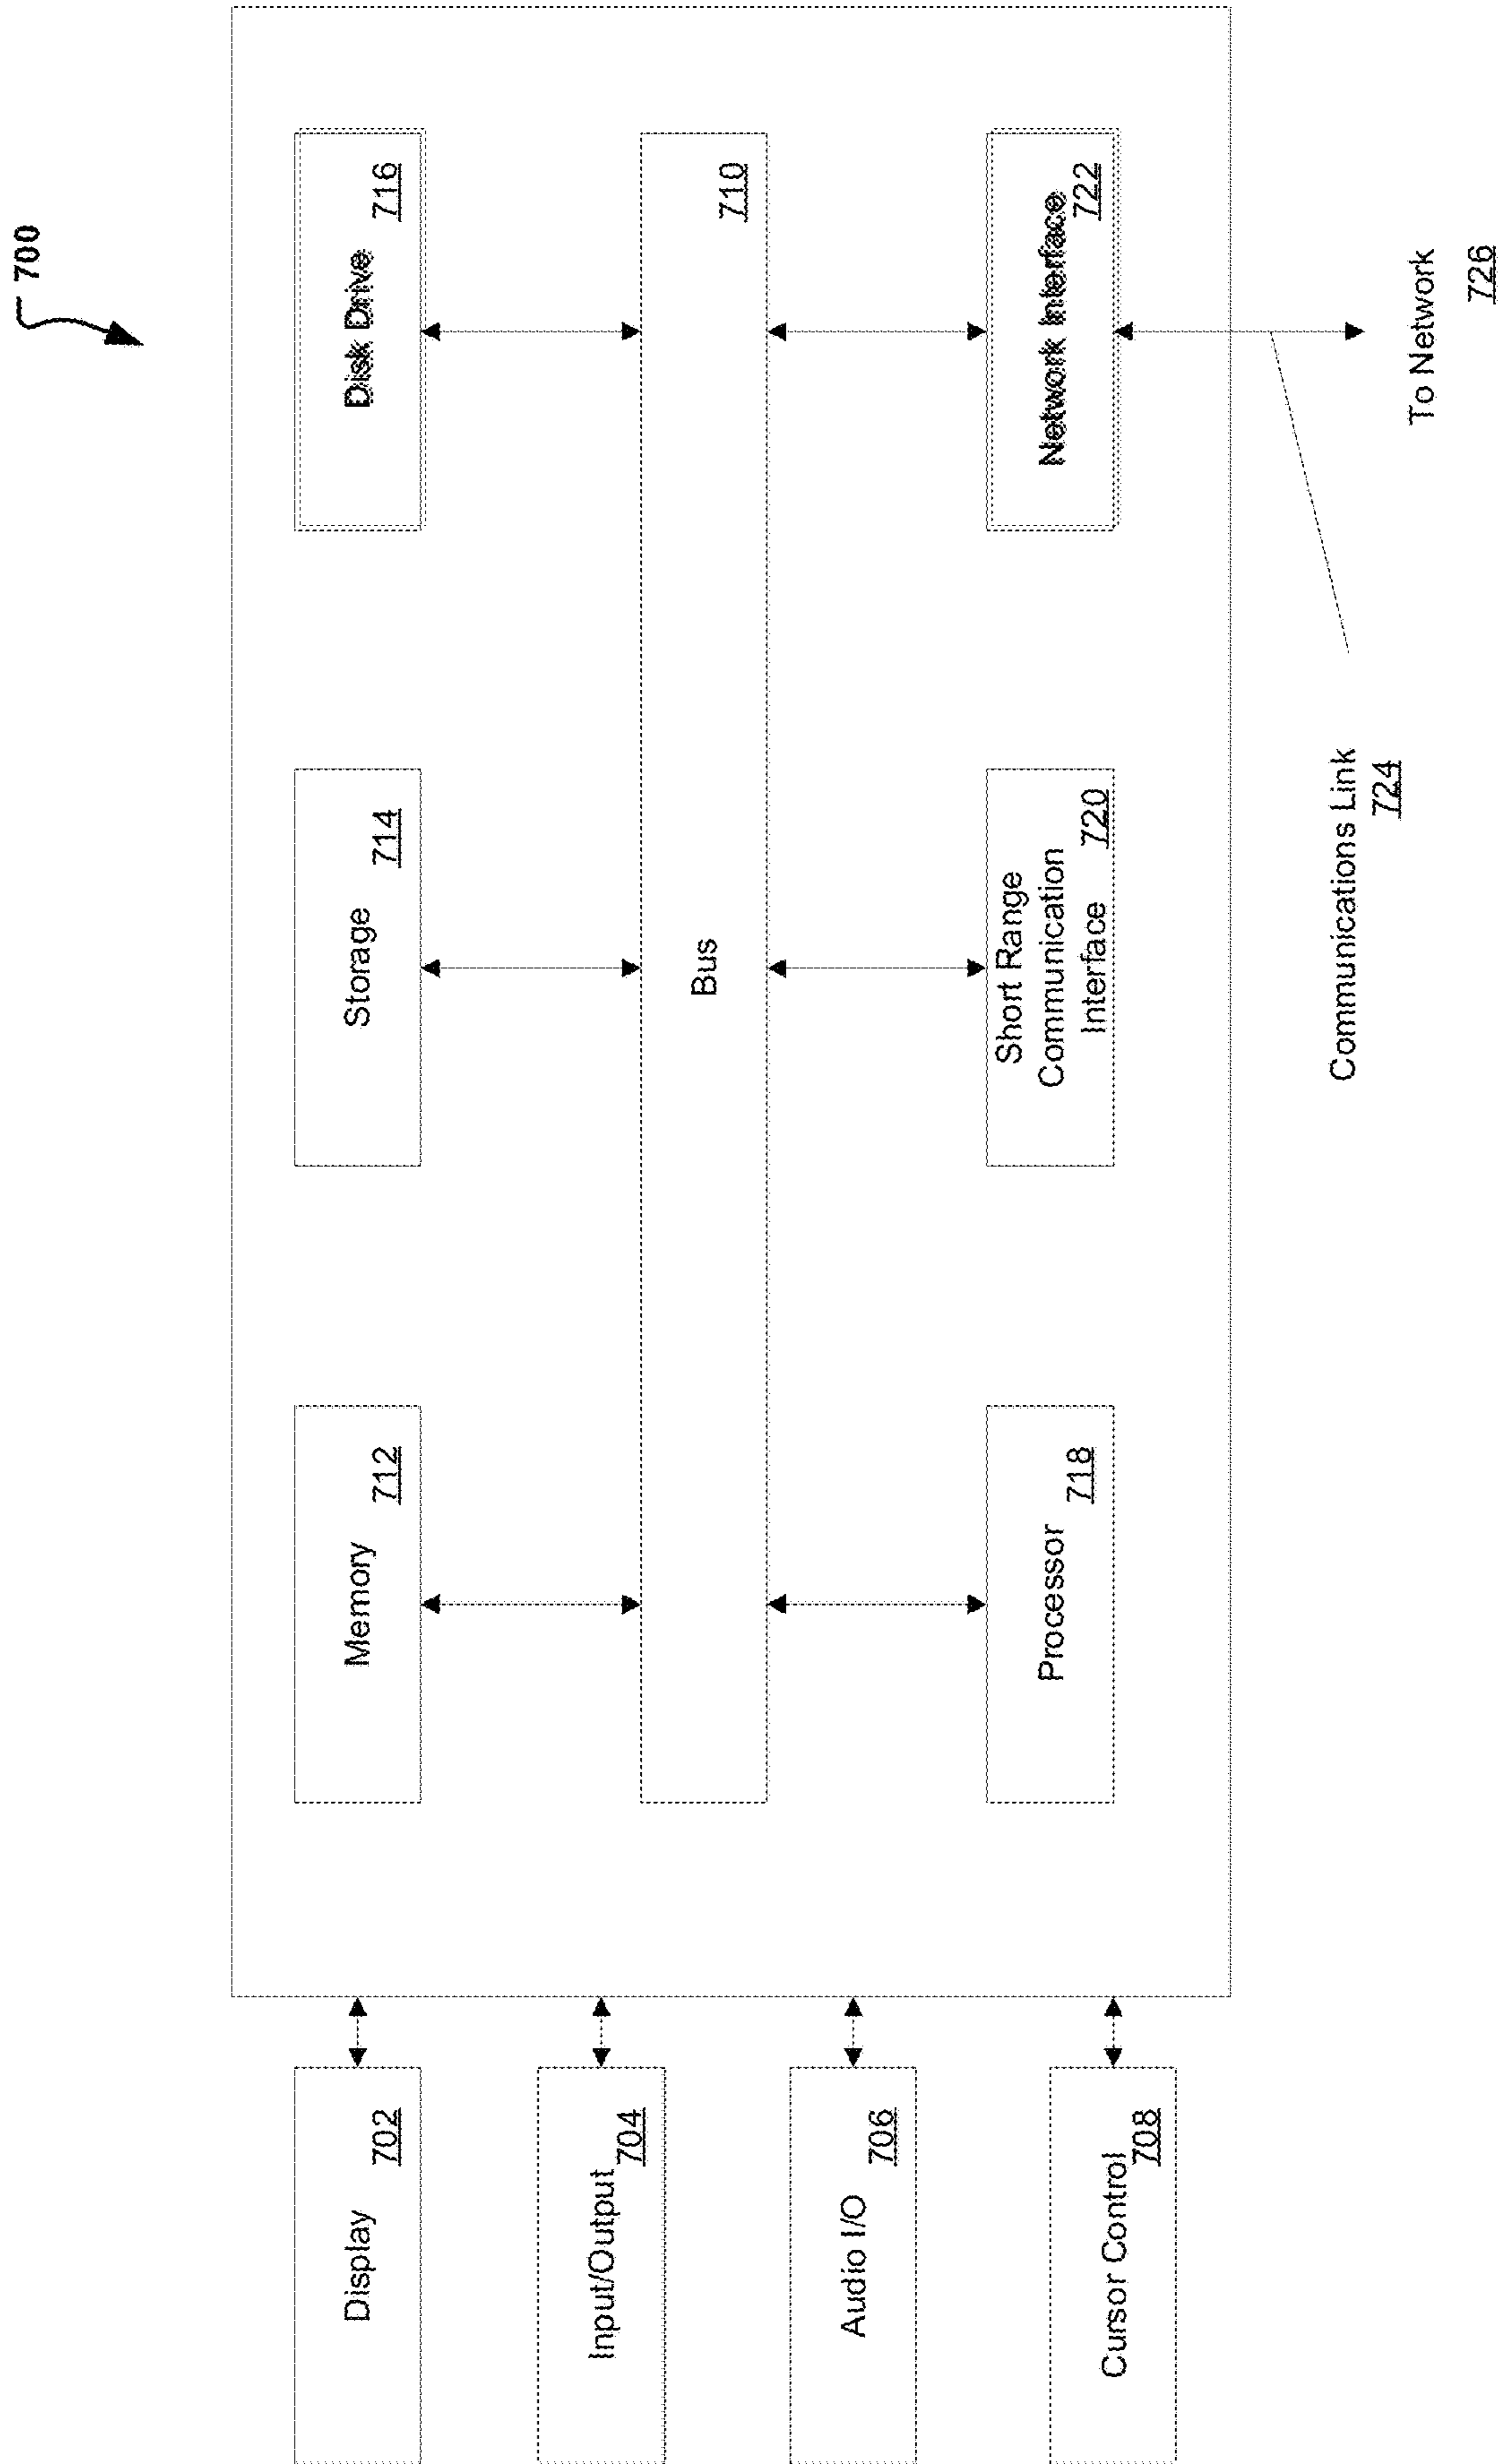 700
Display
702
Input/Output
704
Audio I/O
706
Cursor Control
708
Memory
712
Storage
714
Disk Drive
716
Bus
710
Processor
718
Short Range
Communication
Interface
720
Network Interface
722
Communications Link
724
To Network
726